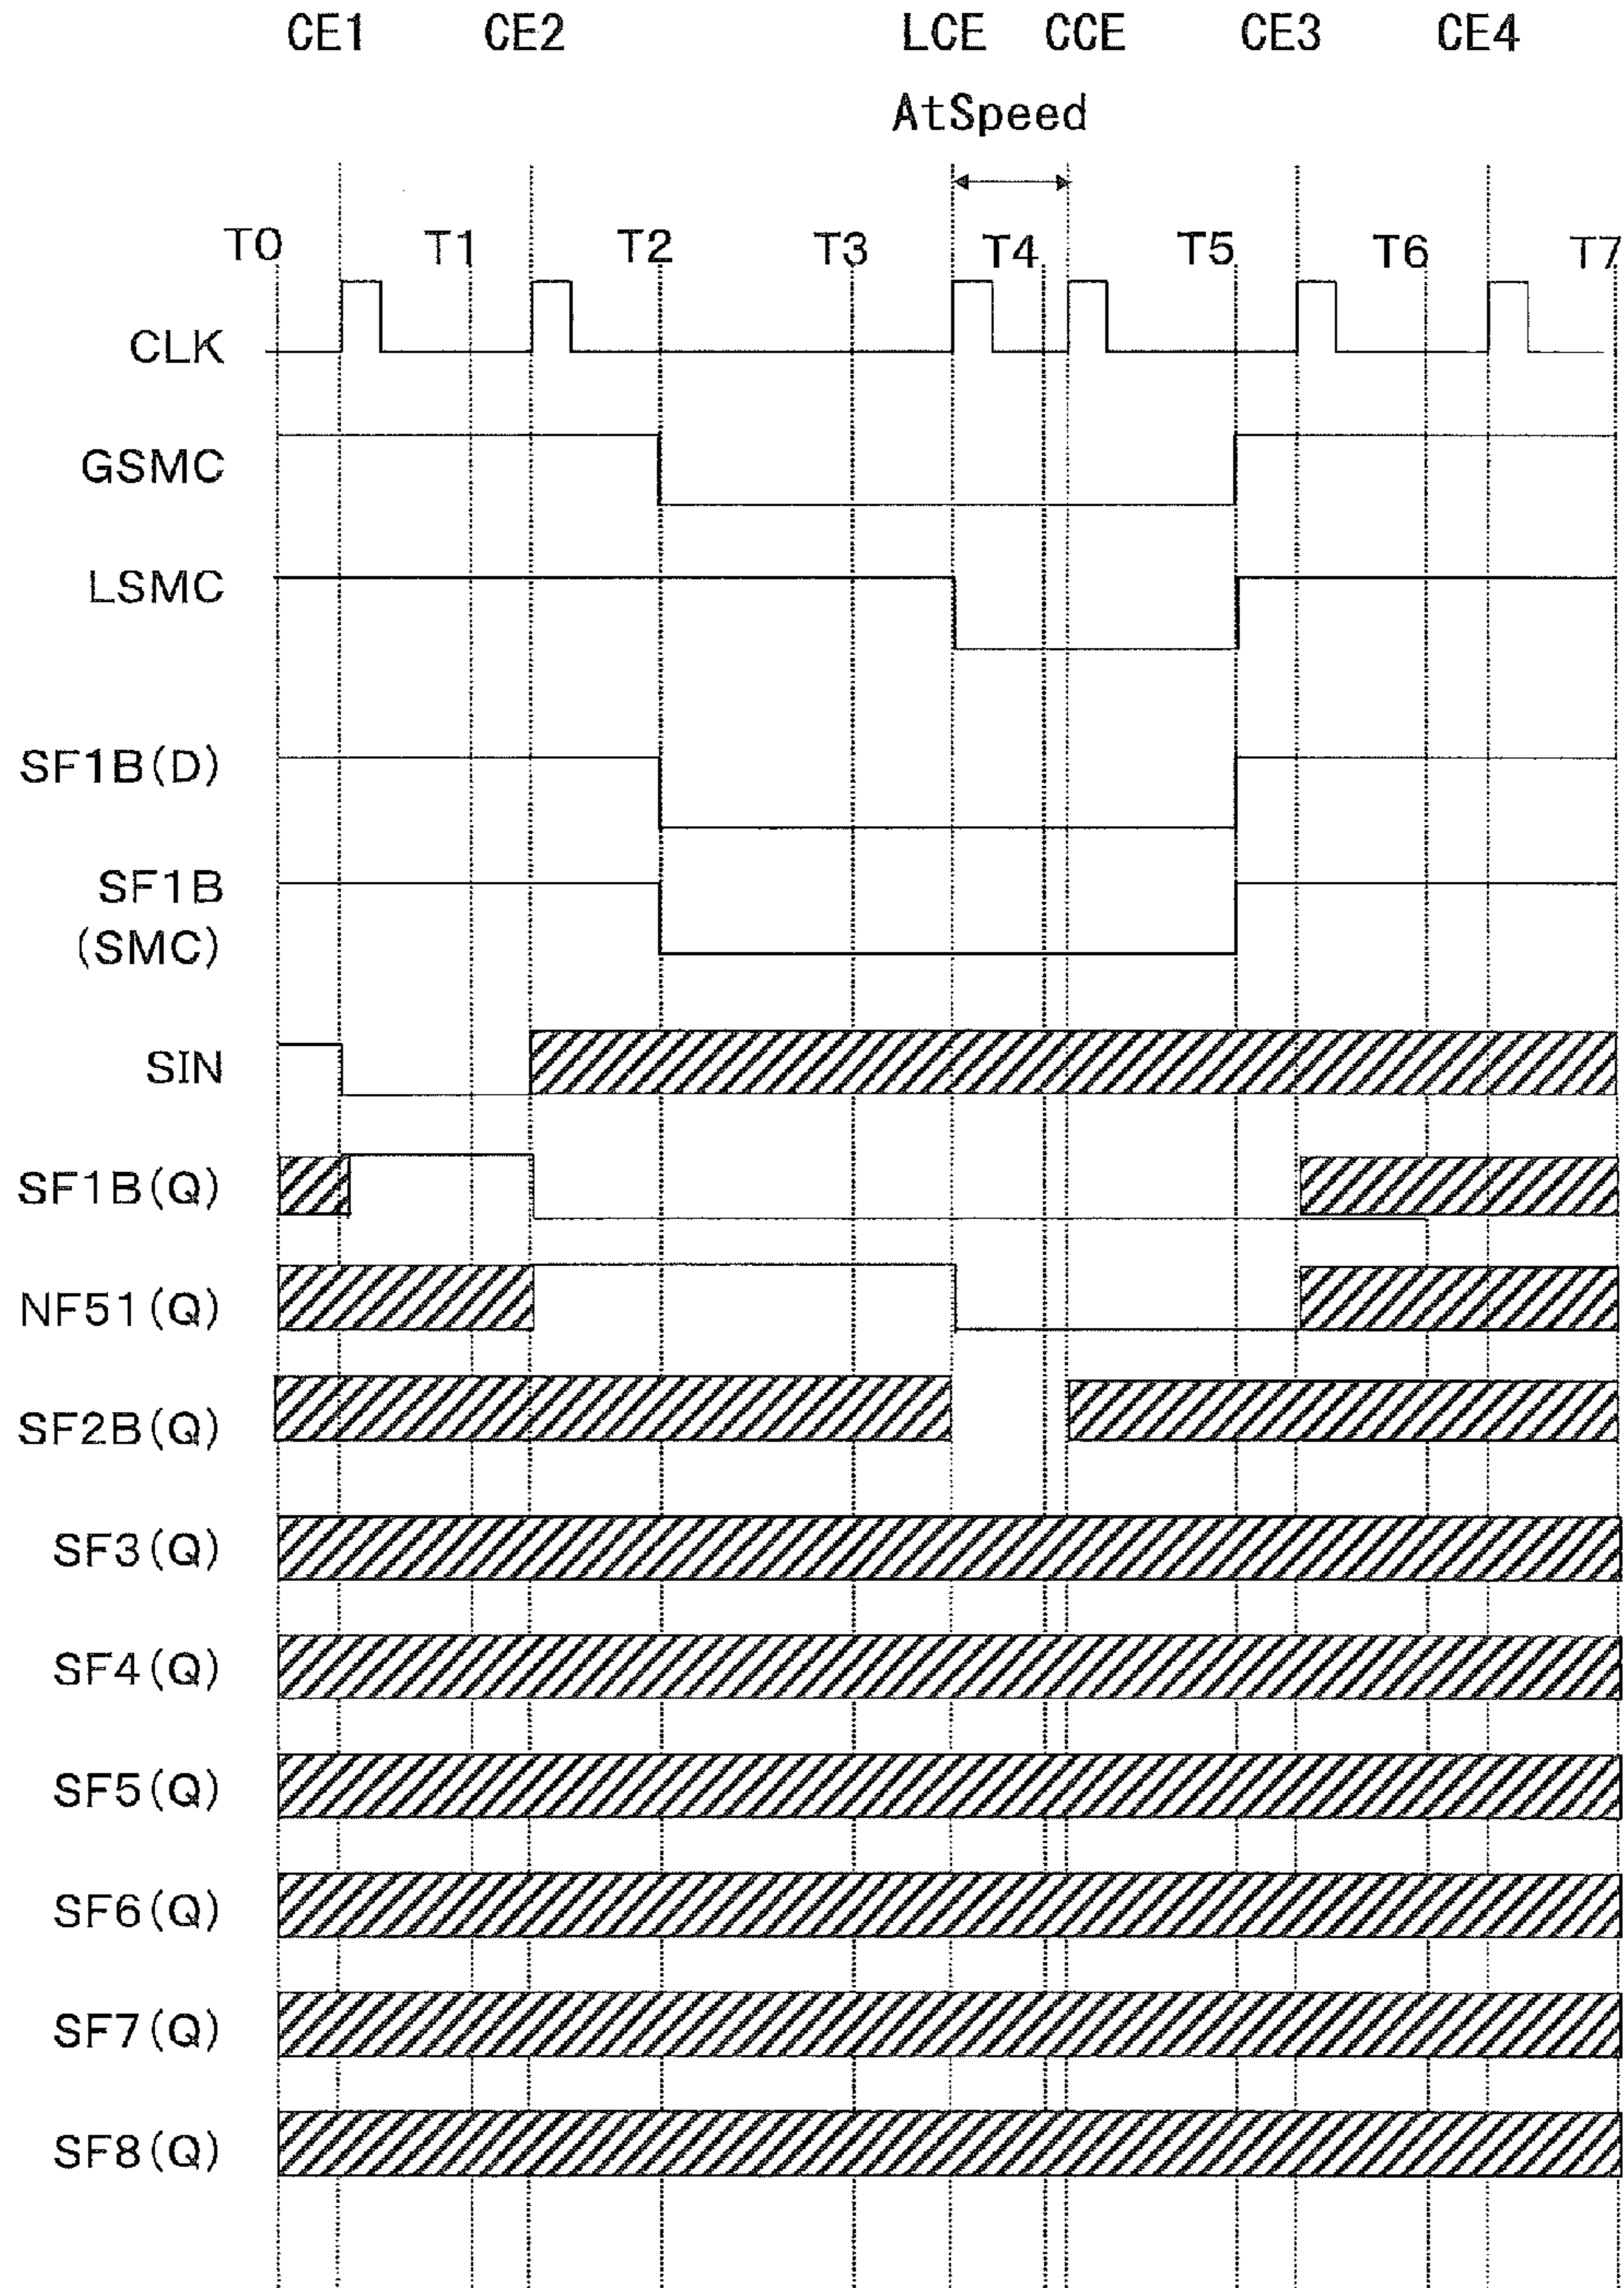 CE1 CE2 LCE CCE CE3 CE4
AtSpeed
T0 T1 T2 T3 T4 T5 T6 T7
CLK
GSMC
LSMC
SF1B(D)
SF1B
(SMC)
SIN
SF1B(Q)
NF51(Q)
SF2B(Q)
SF3(Q)
SF4(Q)
SF5(Q)
SF6(Q)
SF7(Q)
SF8(Q)